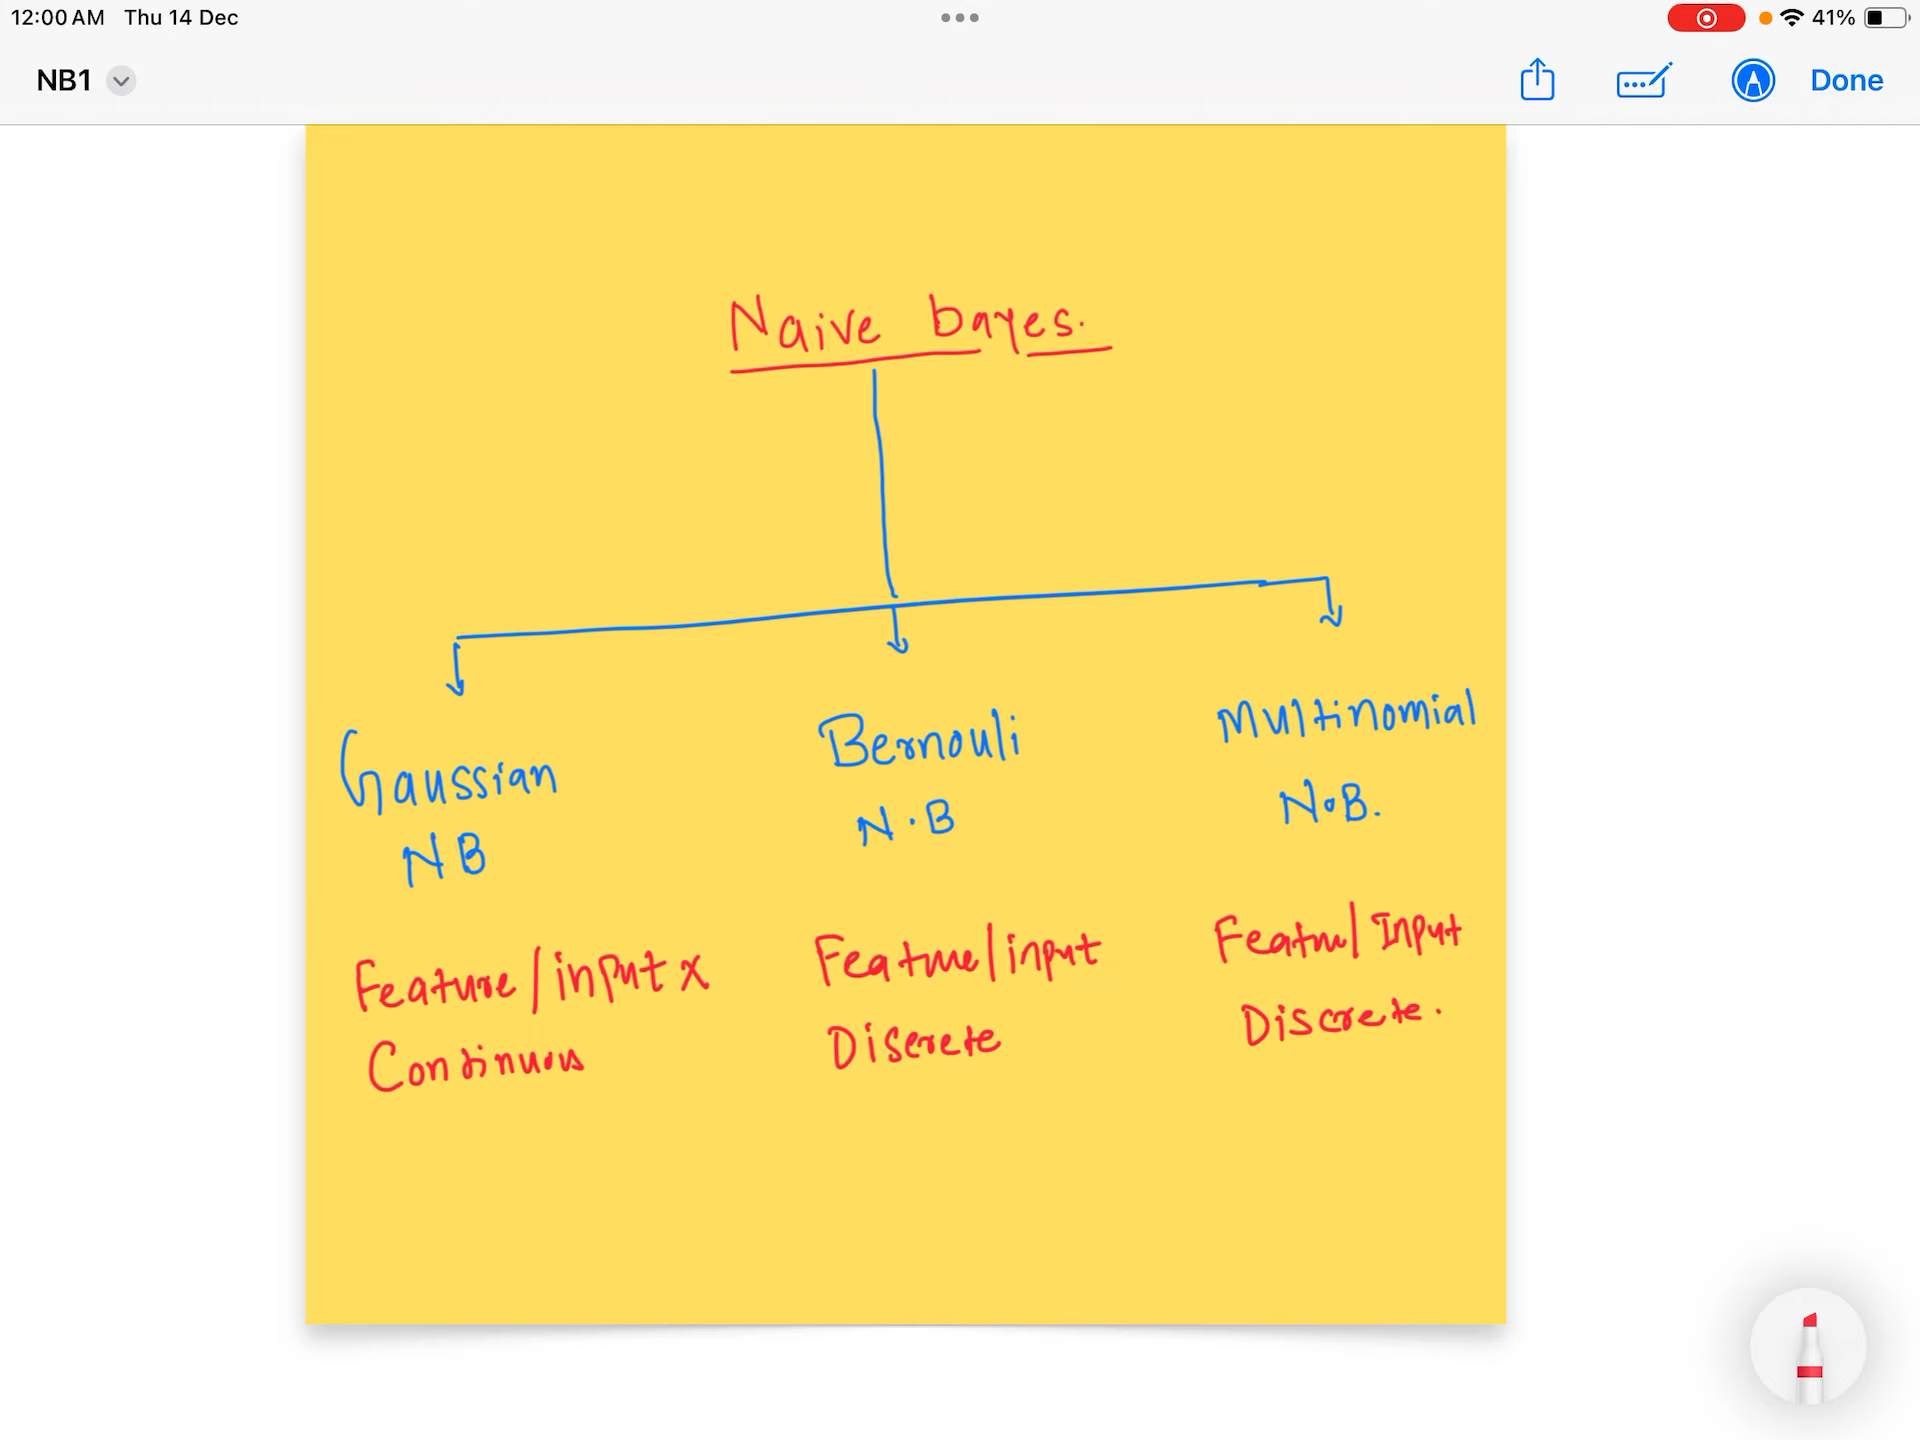 12:00 AM Thu 14 Dec
41%
NB1
Done
Naive bayes.
Gaussian
NB
Feature/input x
Continuous
Bernouli
N.B
Feature/input
Discrete
Multinomial
N.B.
Featur/Input
Discrete.